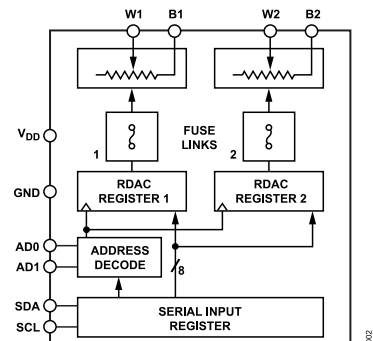 W1 B1 W2 B2
V_DD
1
FUSE
LINKS
2
GND
RDAC
REGISTER 1
RDAC
REGISTER 2
AD0
AD1
ADDRESS
DECODE
8
SDA
SCL
SERIAL INPUT
REGISTER
002